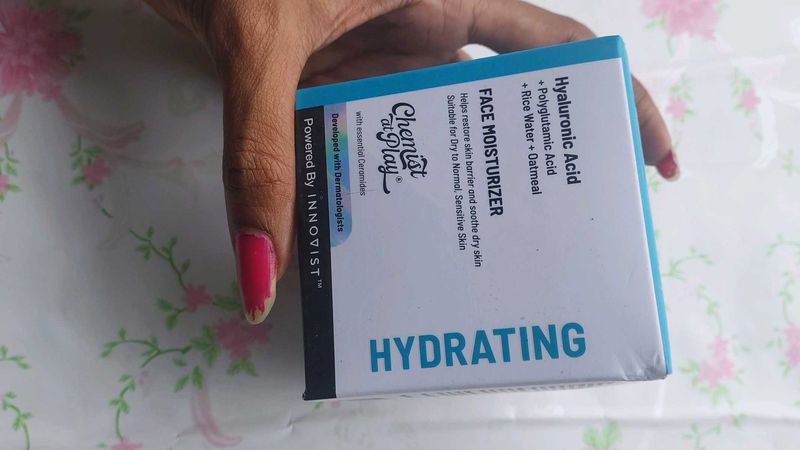 Hyaluronic Acid
+ Polyglutamic Acid
+ Rice Water + Oatmeal
FACE MOISTURIZER
Helps restore skin barrier and soothe dry skin
Suitable for Dry to Normal, Sensitive Skin
Chemist
at Play®
with essential Ceramides
Developed with Dermatologists
Powered By INNOVIST™
HYDRATING